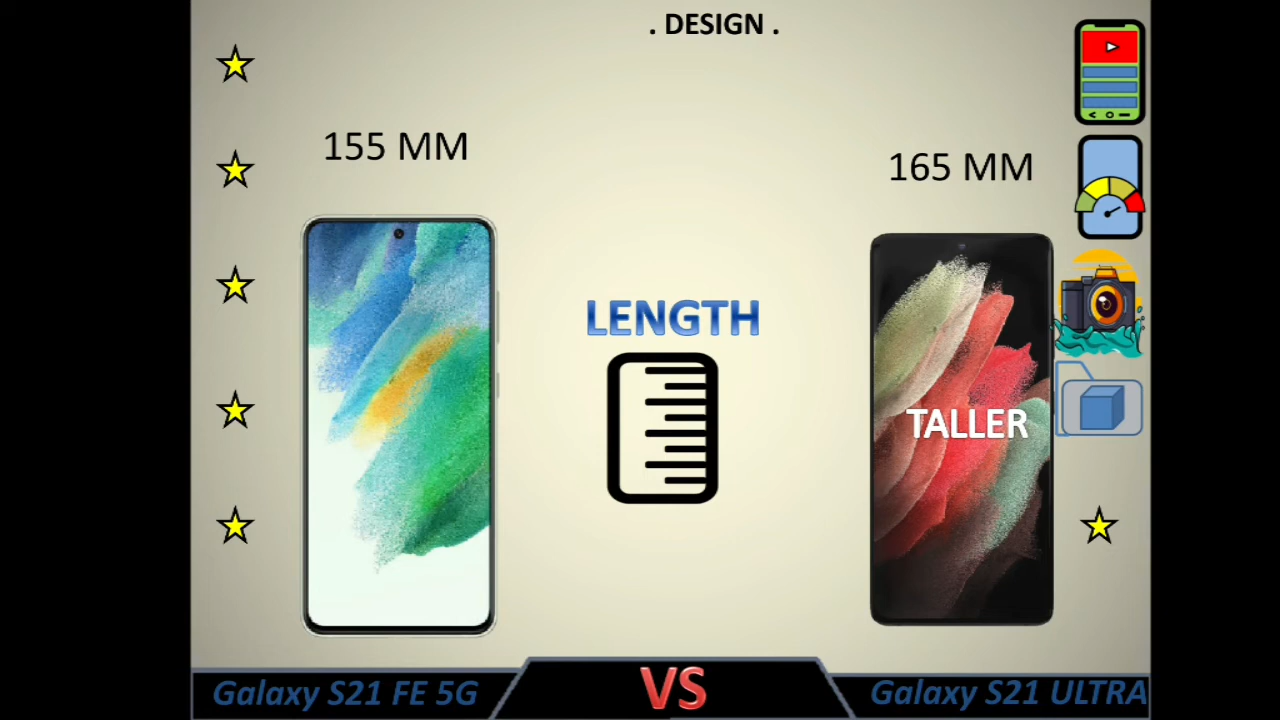 . DESIGN .
155 MM
165 MM
LENGTH
TALLER
Galaxy S21 FE 5G
VS
Galaxy S21 ULTRA